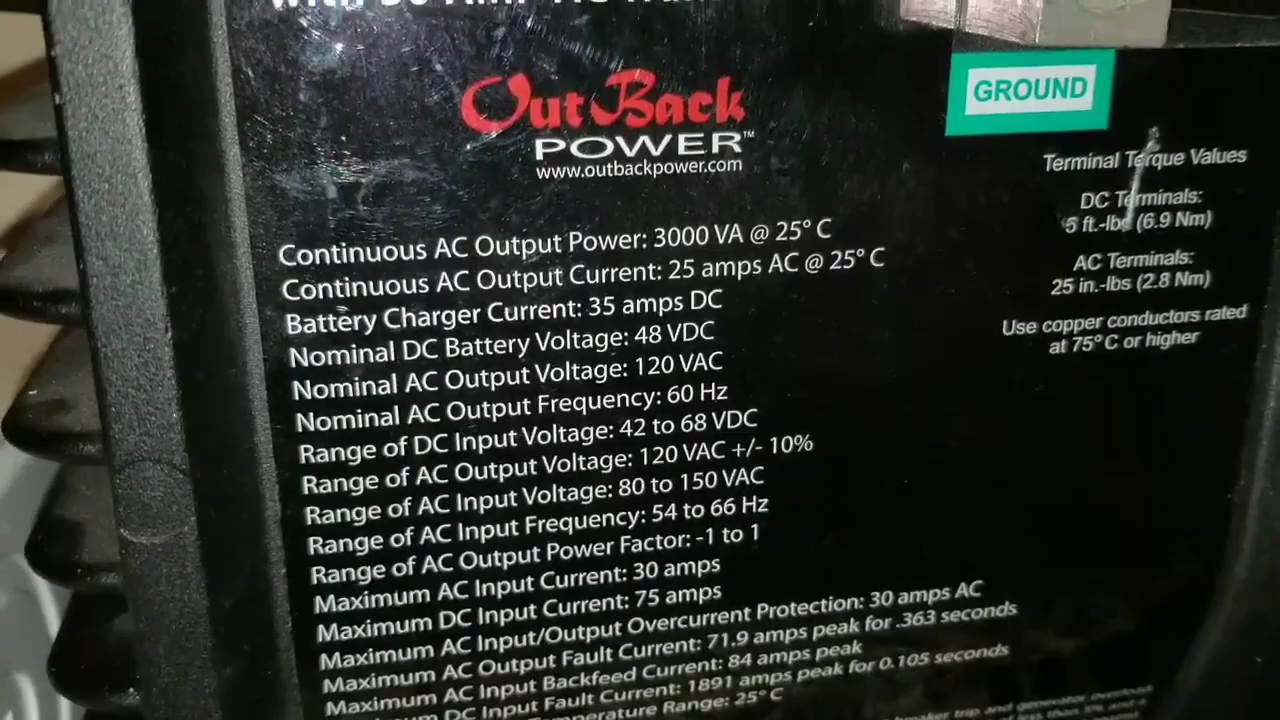 Out Back
POWER™
www.outbackpower.com
Continuous AC Output Power: 3000 VA @ 25° C
Continuous AC Output Current: 25 amps AC @ 25° C
Battery Charger Current: 35 amps DC
Nominal DC Battery Voltage: 48 VDC
Nominal AC Output Voltage: 120 VAC
Nominal AC Output Frequency: 60 Hz
Range of DC Input Voltage: 42 to 68 VDC
Range of AC Output Voltage: 120 VAC +/- 10%
Range of AC Input Voltage: 80 to 150 VAC
Range of AC Input Frequency: 54 to 66 Hz
Range of AC Output Power Factor: -1 to 1
Maximum AC Input Current: 30 amps
Maximum DC Input Current: 75 amps
Maximum AC Input/Output Overcurrent Protection: 30 amps AC
Maximum AC Output Fault Current: 71.9 amps peak for .363 seconds
Maximum AC Input Backfeed Current: 84 amps peak
DC Input Fault Current: 1891 amps peak for 0.105 seconds
Temperature Range: 25° C
GROUND
Terminal Torque Values
DC Terminals:
5 ft.-lbs (6.9 Nm)
AC Terminals:
25 in.-lbs (2.8 Nm)
Use copper conductors rated
at 75° C or higher
breaker trip and generator overload